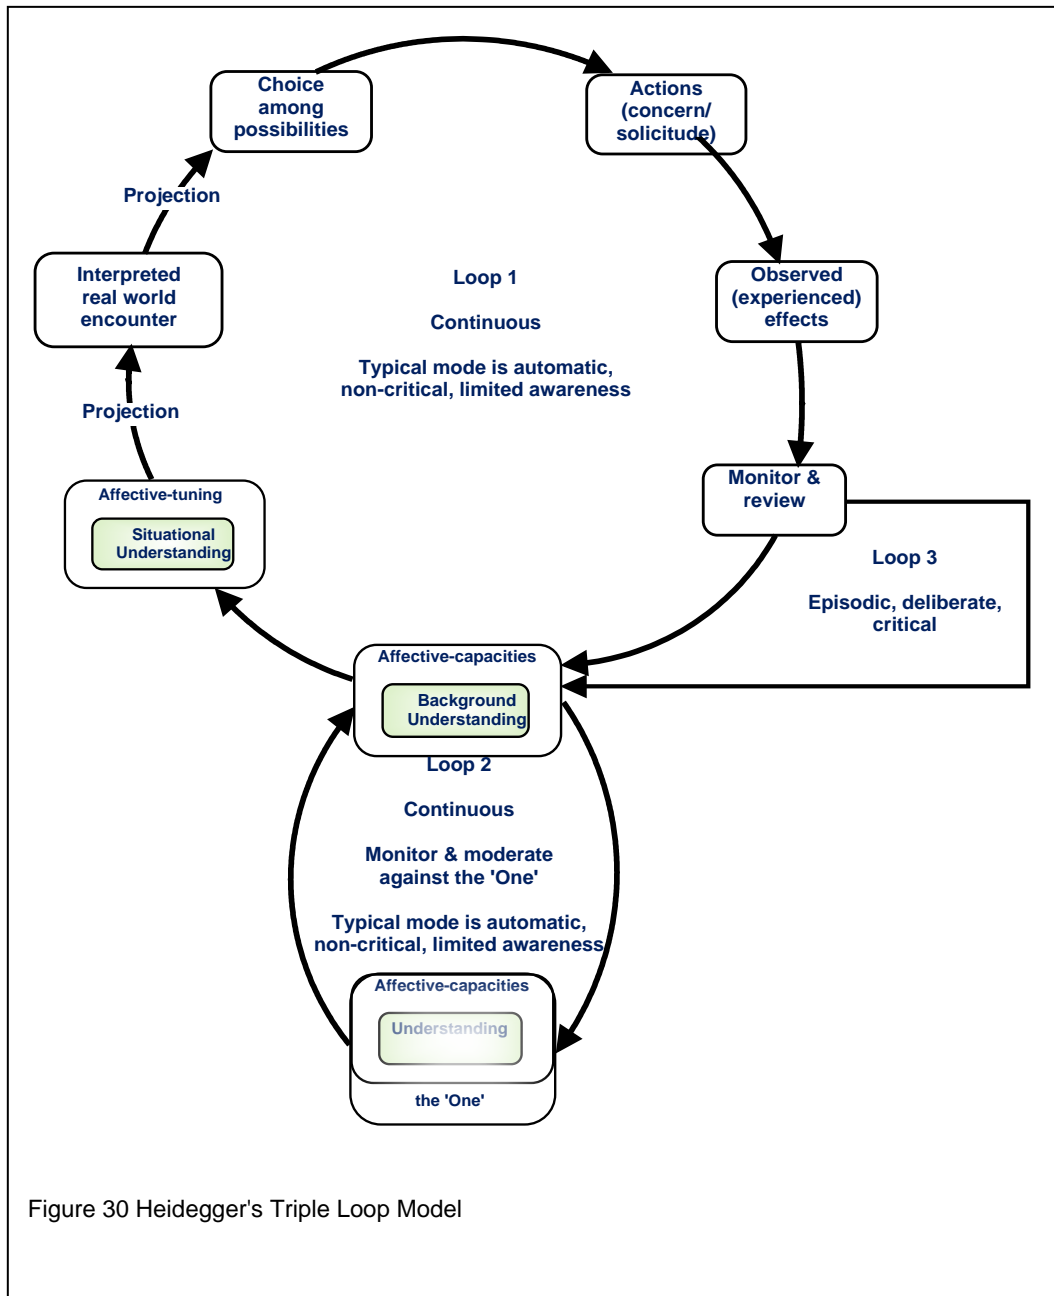 Choice
among
possibilities
Actions
(concern/
solicitude)
Projection
Interpreted
real world
encounter
Loop 1
Continuous
Typical mode is automatic,
non-critical, limited awareness
Observed
(experienced)
effects
Projection
Affective-tuning
Situational
Understanding
Monitor &
review
Loop 3
Episodic, deliberate,
critical
Affective-capacities
Background
Understanding
Loop 2
Continuous
Monitor & moderate
against the 'One'
Typical mode is automatic,
non-critical, limited awareness
Affective-capacities
Understanding
the 'One'
Figure 30 Heidegger's Triple Loop Model